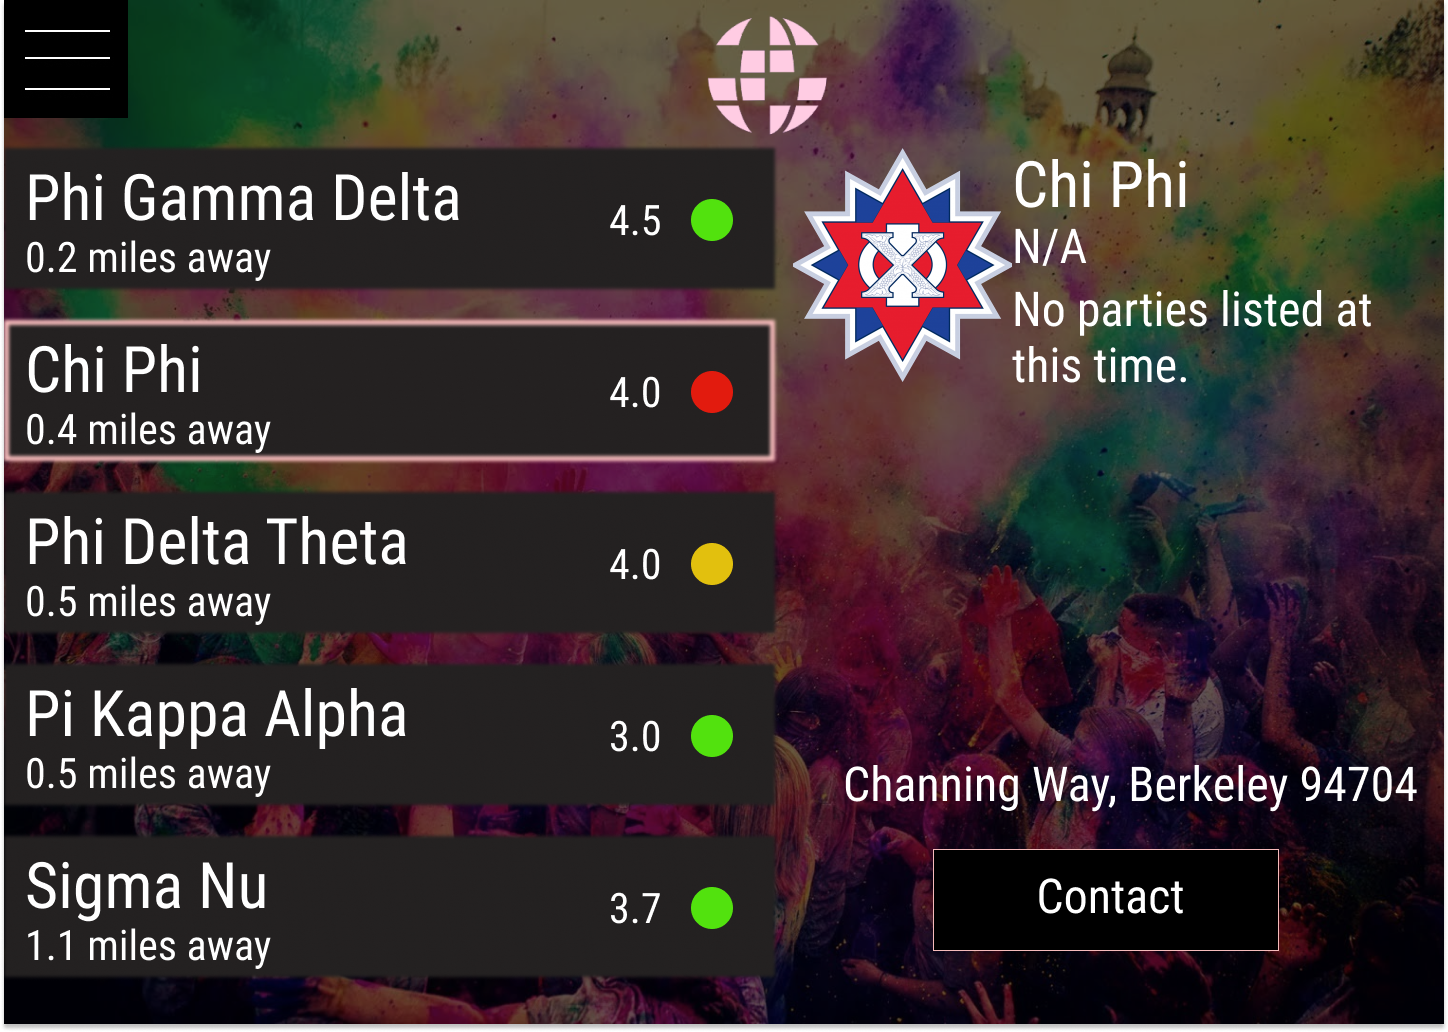 Phi Gamma Delta
0.2 miles away
4.5
Chi Phi
0.4 miles away
4.0
Phi Delta Theta
0.5 miles away
4.0
Pi Kappa Alpha
0.5 miles away
3.0
Sigma Nu
1.1 miles away
3.7
ΧΦ
Chi Phi
N/A
No parties listed at
this time.
Channing Way, Berkeley 94704
Contact